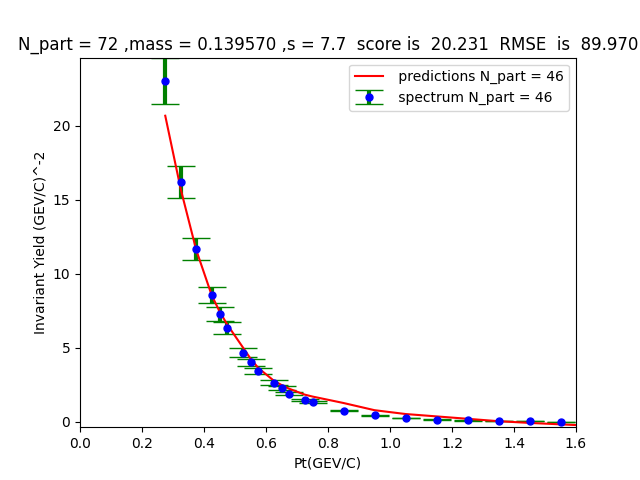 N_part = 72 ,mass = 0.139570 ,s = 7.7  score is  20.231  RMSE  is  89.970
predictions N_part = 46
spectrum N_part = 46
Invariant Yield (GEV/C)^-2
20
15
10
5
0
0.0 0.2 0.4 0.6 0.8 1.0 1.2 1.4 1.6
Pt(GEV/C)